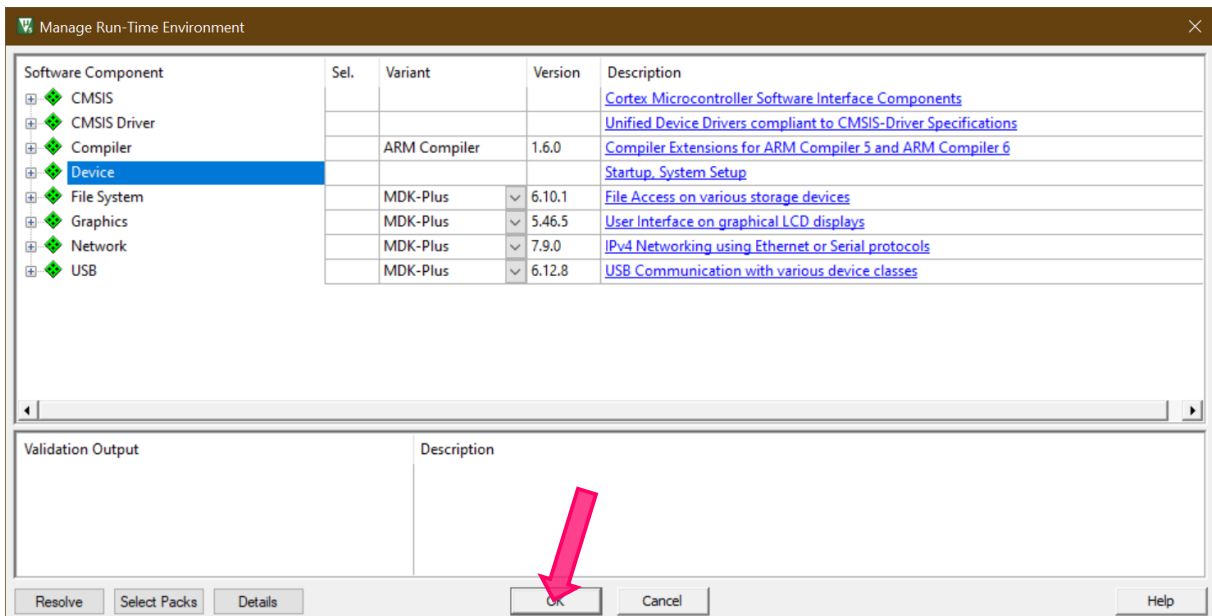 Manage Run-Time Environment
Software Component Sel. Variant Version Description
CMSIS Cortex Microcontroller Software Interface Components
CMSIS Driver Unified Device Drivers compliant to CMSIS-Driver Specifications
Compiler ARM Compiler 1.6.0 Compiler Extensions for ARM Compiler 5 and ARM Compiler 6
Device Startup, System Setup
File System MDK-Plus 6.10.1 File Access on various storage devices
Graphics MDK-Plus 5.46.5 User Interface on graphical LCD displays
Network MDK-Plus 7.9.0 IPv4 Networking using Ethernet or Serial protocols
USB MDK-Plus 6.12.8 USB Communication with various device classes
Validation Output Description
Resolve Select Packs Details OK Cancel Help